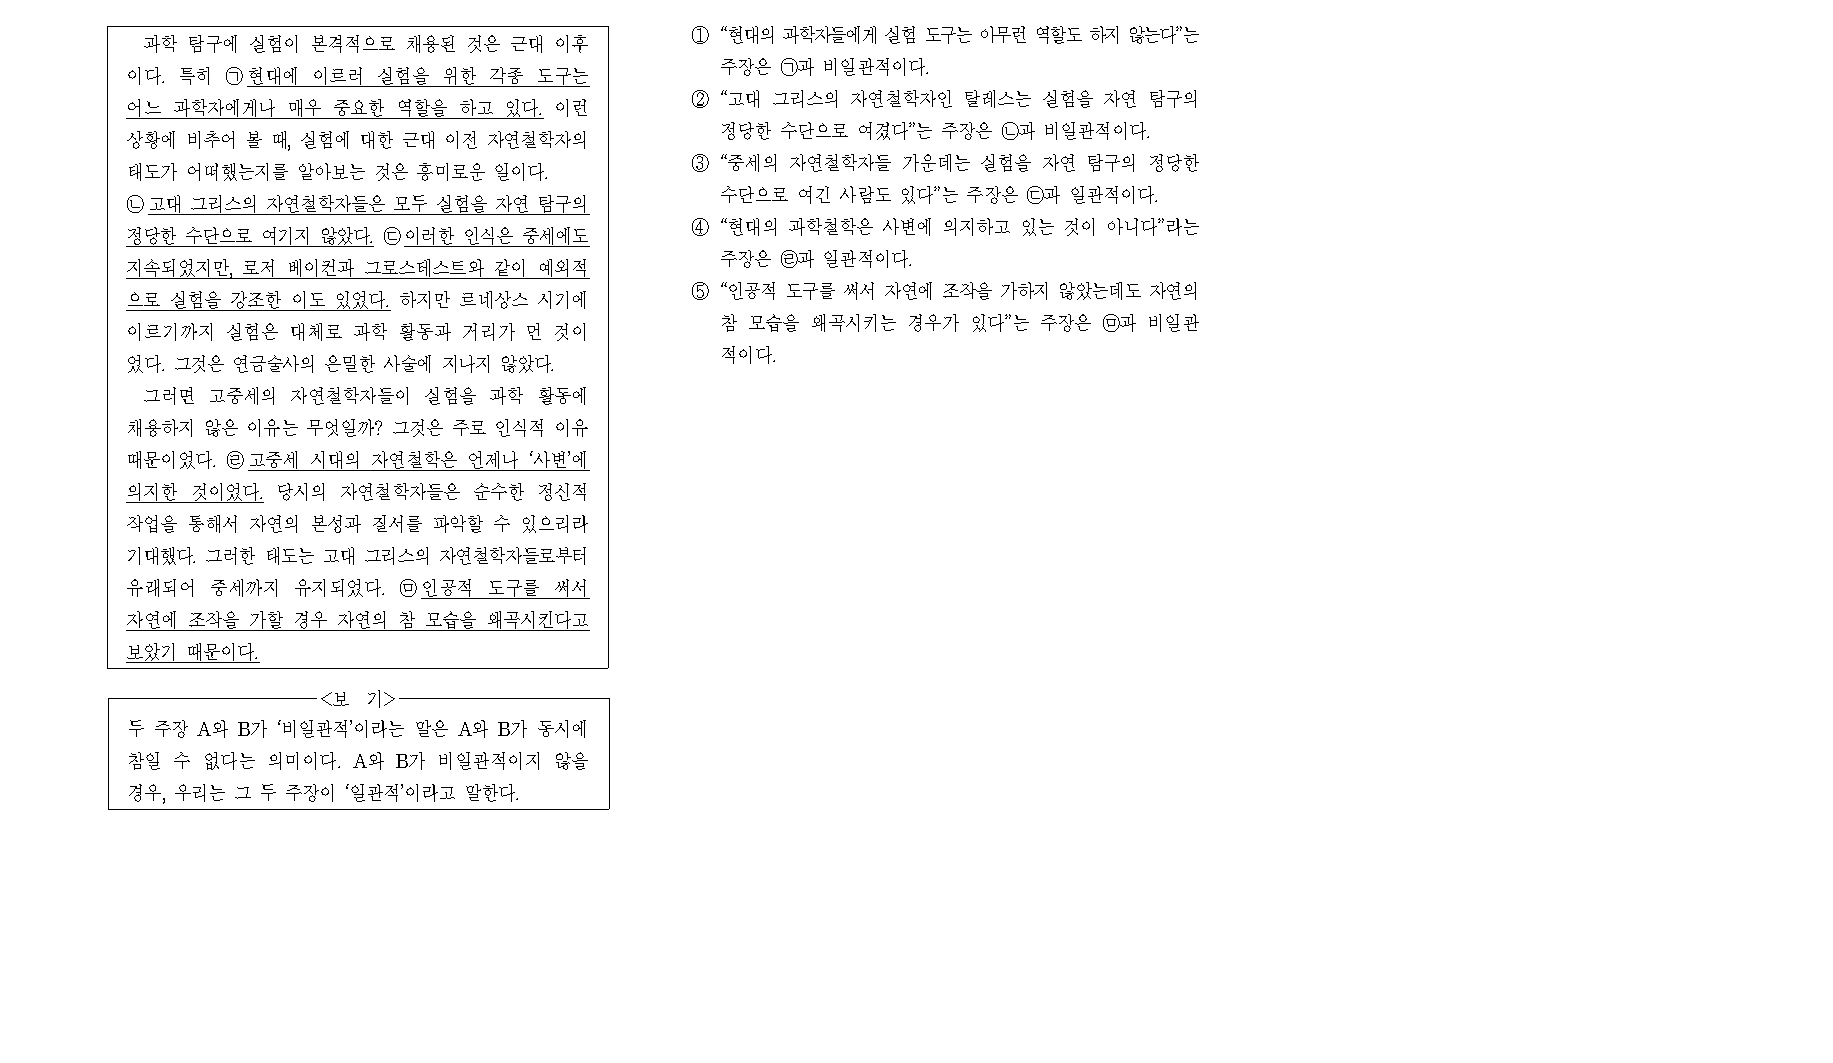 과학 탐구에 실험이 본격적으로 채용된 것은 근대 이후
이다. 특히 ㉠현대에 이르러 실험을 위한 각종 도구는
어느 과학자에게나 매우 중요한 역할을 하고 있다. 이런
상황에 비추어 볼 때, 실험에 대한 근대 이전 자연철학자의
태도가 어떠했는지를 알아보는 것은 흥미로운 일이다.
㉡고대 그리스의 자연철학자들은 모두 실험을 자연 탐구의
정당한 수단으로 여기지 않았다. ㉢이러한 인식은 중세에도
지속되었지만, 로저 베이컨과 그로스테스트와 같이 예외적
으로 실험을 강조한 이도 있었다. 하지만 르네상스 시기에
이르기까지 실험은 대체로 과학 활동과 거리가 먼 것이
었다. 그것은 연금술사의 은밀한 사술에 지나지 않았다.
그러면 고중세의 자연철학자들이 실험을 과학 활동에
채용하지 않은 이유는 무엇일까? 그것은 주로 인식적 이유
때문이었다. ㉣고중세 시대의 자연철학은 언제나 ‘사변’에
의지한 것이었다. 당시의 자연철학자들은 순수한 정신적
작업을 통해서 자연의 본성과 질서를 파악할 수 있으리라
기대했다. 그러한 태도는 고대 그리스의 자연철학자들로부터
유래되어 중세까지 유지되었다. ㉤인공적 도구를 써서
자연에 조작을 가할 경우 자연의 참 모습을 왜곡시킨다고
보았기 때문이다.
<보 기>
두 주장 A와 B가 ‘비일관적’이라는 말은 A와 B가 동시에
참일 수 없다는 의미이다. A와 B가 비일관적이지 않을
경우, 우리는 그 두 주장이 ‘일관적’이라고 말한다.
① “현대의 과학자들에게 실험 도구는 아무런 역할도 하지 않는다”는
주장은 ㉠과 비일관적이다.
② “고대 그리스의 자연철학자인 탈레스는 실험을 자연 탐구의
정당한 수단으로 여겼다”는 주장은 ㉡과 비일관적이다.
③ “중세의 자연철학자들 가운데는 실험을 자연 탐구의 정당한
수단으로 여긴 사람도 있다”는 주장은 ㉢과 일관적이다.
④ “현대의 과학철학은 사변에 의지하고 있는 것이 아니다”라는
주장은 ㉣과 일관적이다.
⑤ “인공적 도구를 써서 자연에 조작을 가하지 않았는데도 자연의
참 모습을 왜곡시키는 경우가 있다”는 주장은 ㉤과 비일관
적이다.